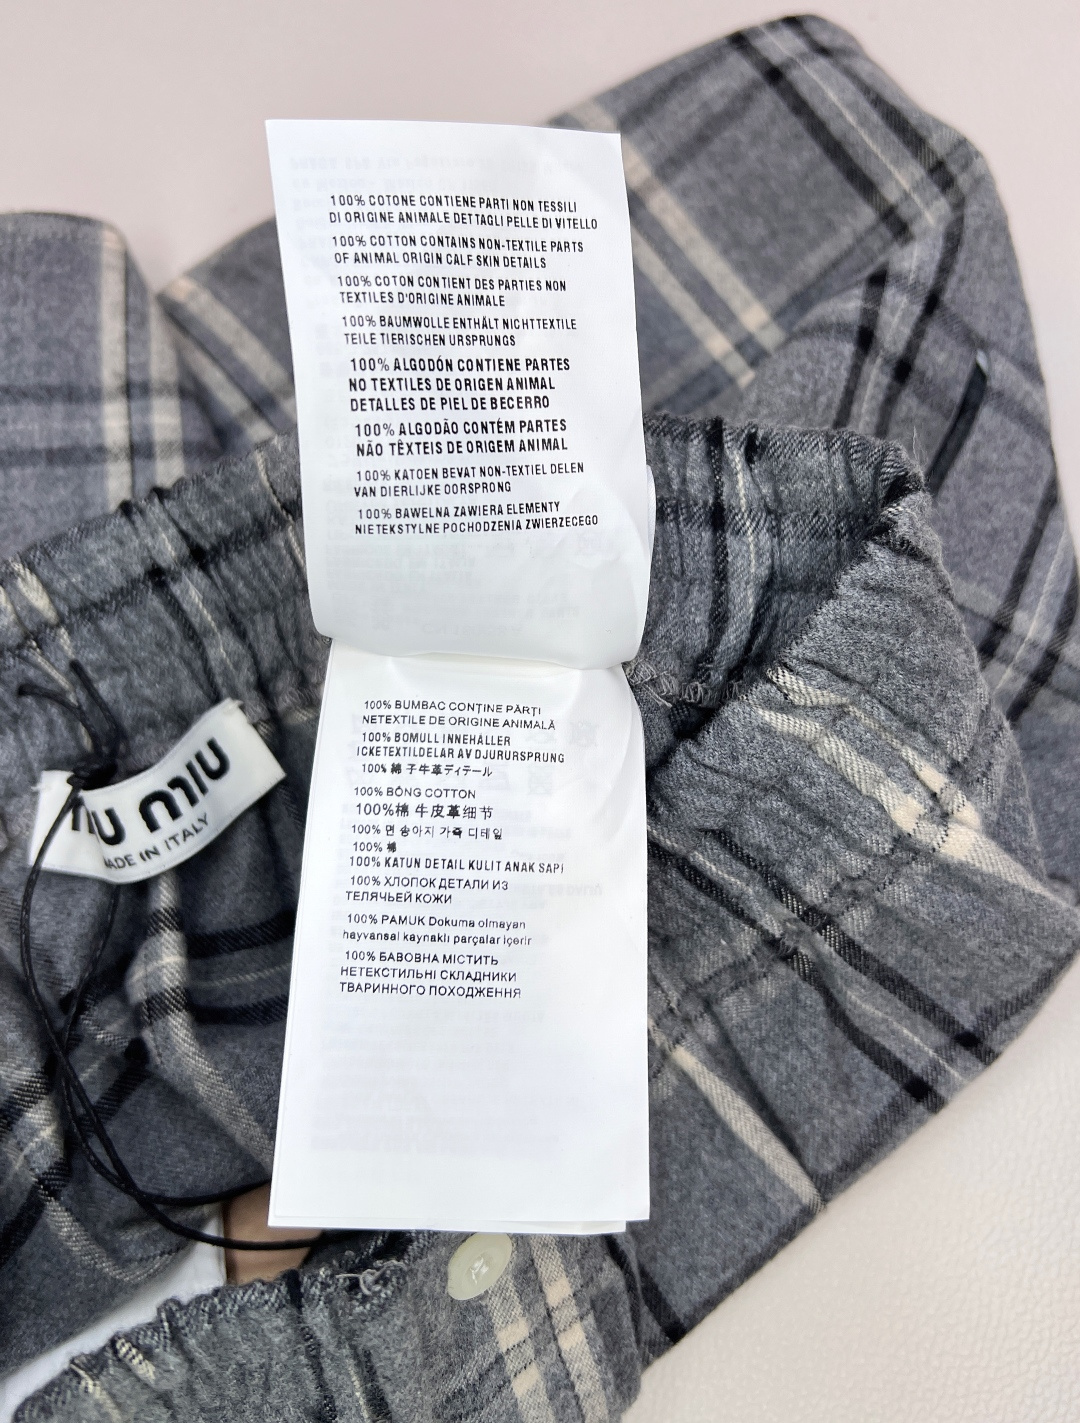 100% COTONE CONTIENE PARTI NON TESSILI
DI ORIGINE ANIMALE DETTAGLI PELLE DI VITELLO
100% COTTON CONTAINS NON-TEXTILE PARTS
OF ANIMAL ORIGIN CALF SKIN DETAILS
100% COTON CONTIENT DES PARTIES NON
TEXTILES D'ORIGINE ANIMALE
100% BAUMWOLLE ENTHÄLT NICHTTEXTILE
TEILE TIERISCHEN URSPRUNGS
100% ALGODÓN CONTIENE PARTES
NO TEXTILES DE ORIGEN ANIMAL
DETALLES DE PIEL DE BECERRO
100% ALGODÃO CONTÉM PARTES
NÃO TÊXTEIS DE ORIGEM ANIMAL
100% KATOEN BEVAT NON-TEXTIEL DELEN
VAN DIERLIJKE OORSPRONG
100% BAWELNA ZAWIERA ELEMENTY
NIETEKSTYLNE POCHODZENIA ZWIERZECEGO
100% BUMBAC CONȚINE PĂRȚI
NETEXTILE DE ORIGINE ANIMALĂ
100% BOMULL INNEHÅLLER
ICKETEXTILDELAR AV DJURURSPRUNG
100% 綿 子牛革ディテール
100% BÔNG COTTON
100%棉 牛皮革细节
100% 면 송아지 가죽 디테일
100% 棉
100% KATUN DETAIL KULIT ANAK SAPI
100% ХЛОПОК ДЕТАЛИ ИЗ
ТЕЛЯЧЬЕЙ КОЖИ
100% PAMUK Dokuma olmayan
hayvansal kaynaklı parçalar içerir
100% БАВОВНА МІСТИТЬ
НЕТЕКСТИЛЬНІ СКЛАДНИКИ
ТВАРИННОГО ПОХОДЖЕННЯ
MIU MIU
MADE IN ITALY